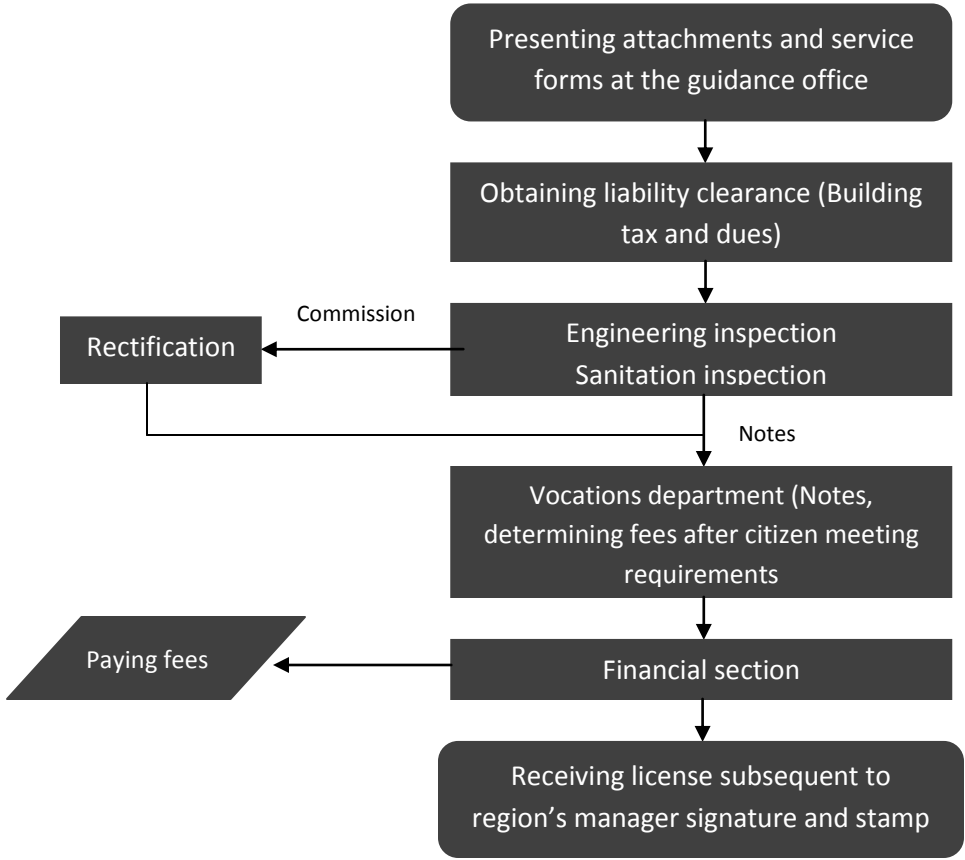 Presenting attachments and service
forms at the guidance office
Obtaining liability clearance (Building
tax and dues)
Commission
Rectification
Engineering inspection
Sanitation inspection
Notes
Vocations department (Notes,
determining fees after citizen meeting
requirements
Paying fees
Financial section
Receiving license subsequent to
region’s manager signature and stamp